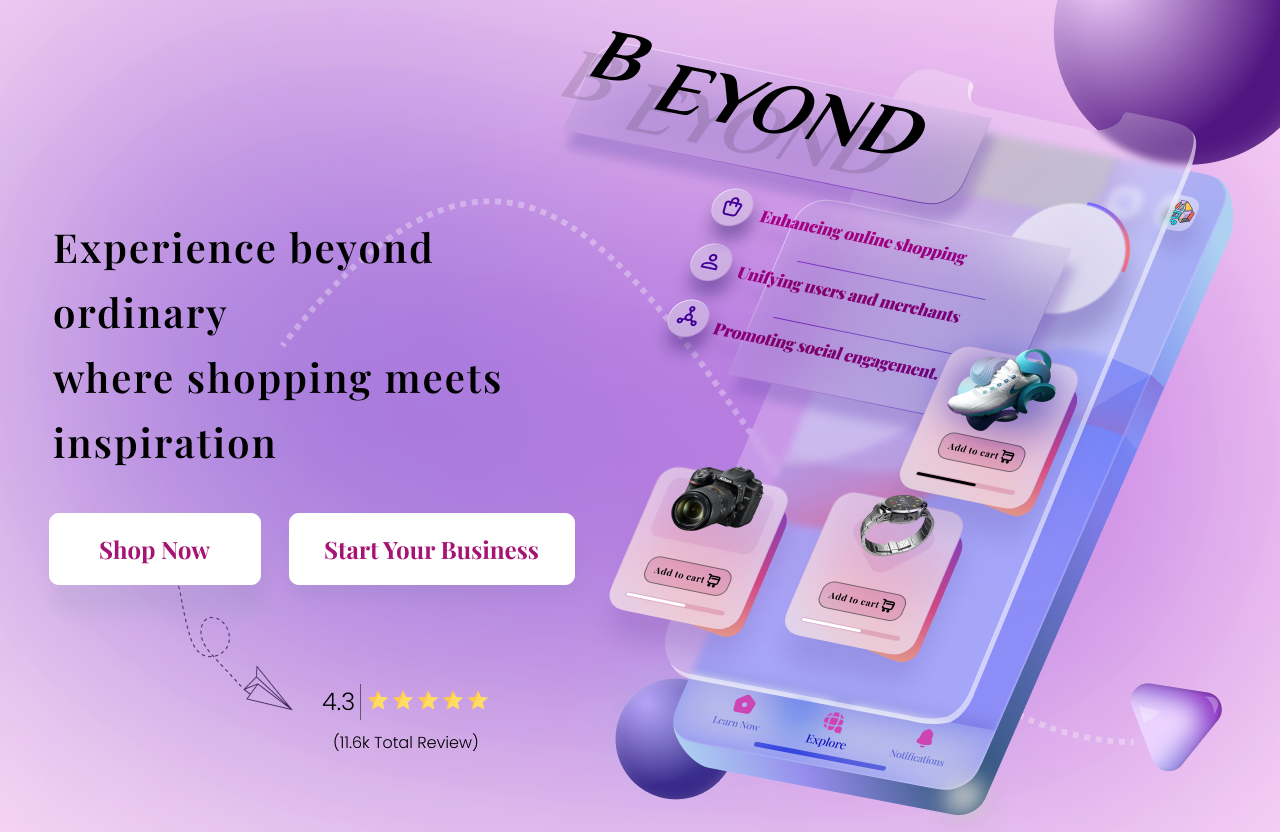 B EYOND
Enhancing online shopping
Unifying users and merchants
Promoting social engagement.
Experience beyond
ordinary
where shopping meets
inspiration
Shop Now
Start Your Business
4.3
(11.6k Total Review)
Add to cart
Nikon
Add to cart
Add to cart
Learn Now
Explore
Notifications